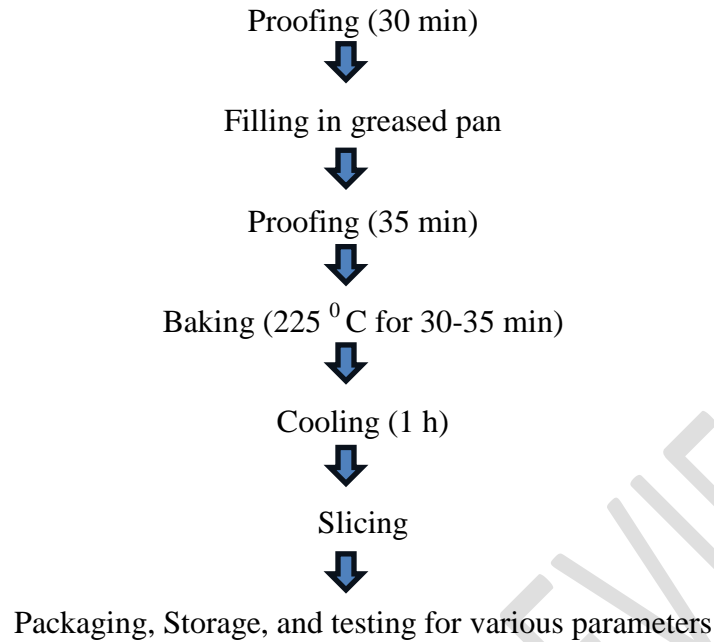 Proofing (30 min)
Filling in greased pan
Proofing (35 min)
Baking (225 ⁰ C for 30-35 min)
Cooling (1 h)
Slicing
Packaging, Storage, and testing for various parameters